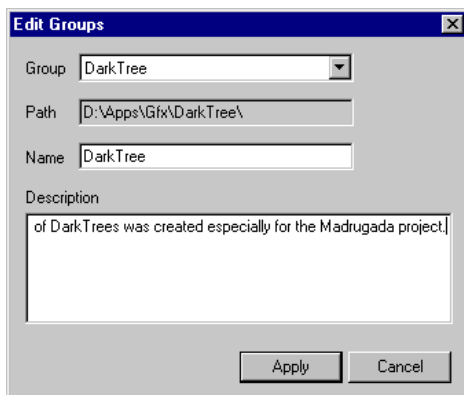 Edit Groups
Group DarkTree
Path D:\Apps\Gfx\DarkTree\
Name DarkTree
Description
of DarkTrees was created especially for the Madrugada project.
Apply Cancel